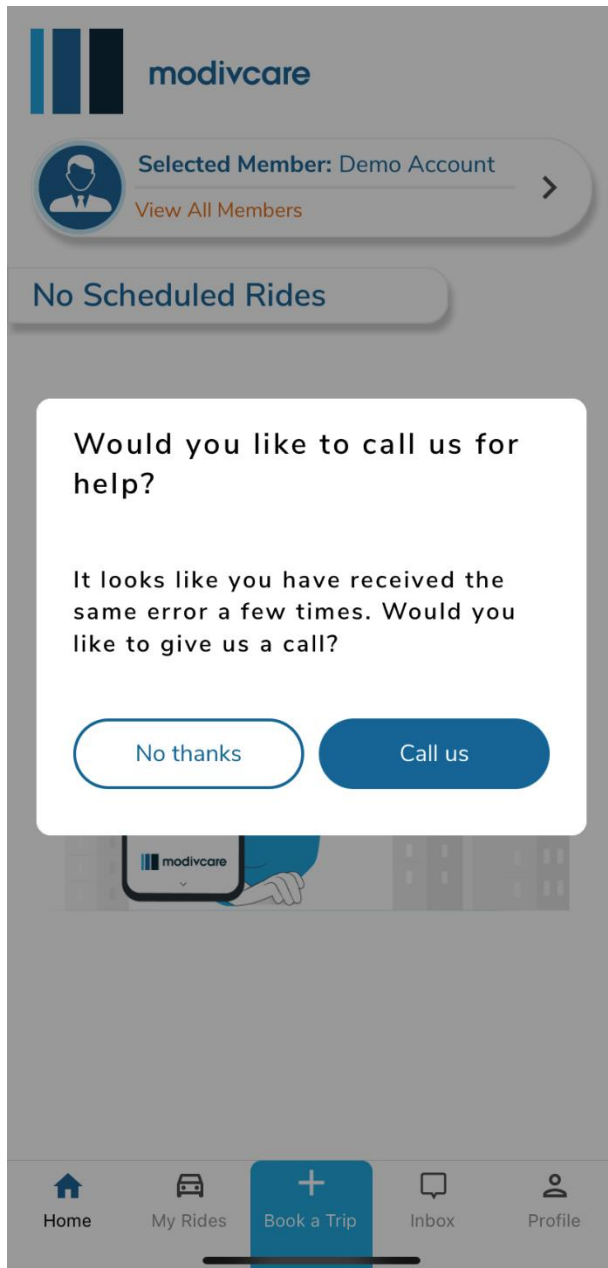 modivcare
Selected Member: Demo Account
View All Members
No Scheduled Rides
Would you like to call us for
help?
It looks like you have received the
same error a few times. Would you
like to give us a call?
No thanks
Call us
modivcare
Home
My Rides
Book a Trip
Inbox
Profile